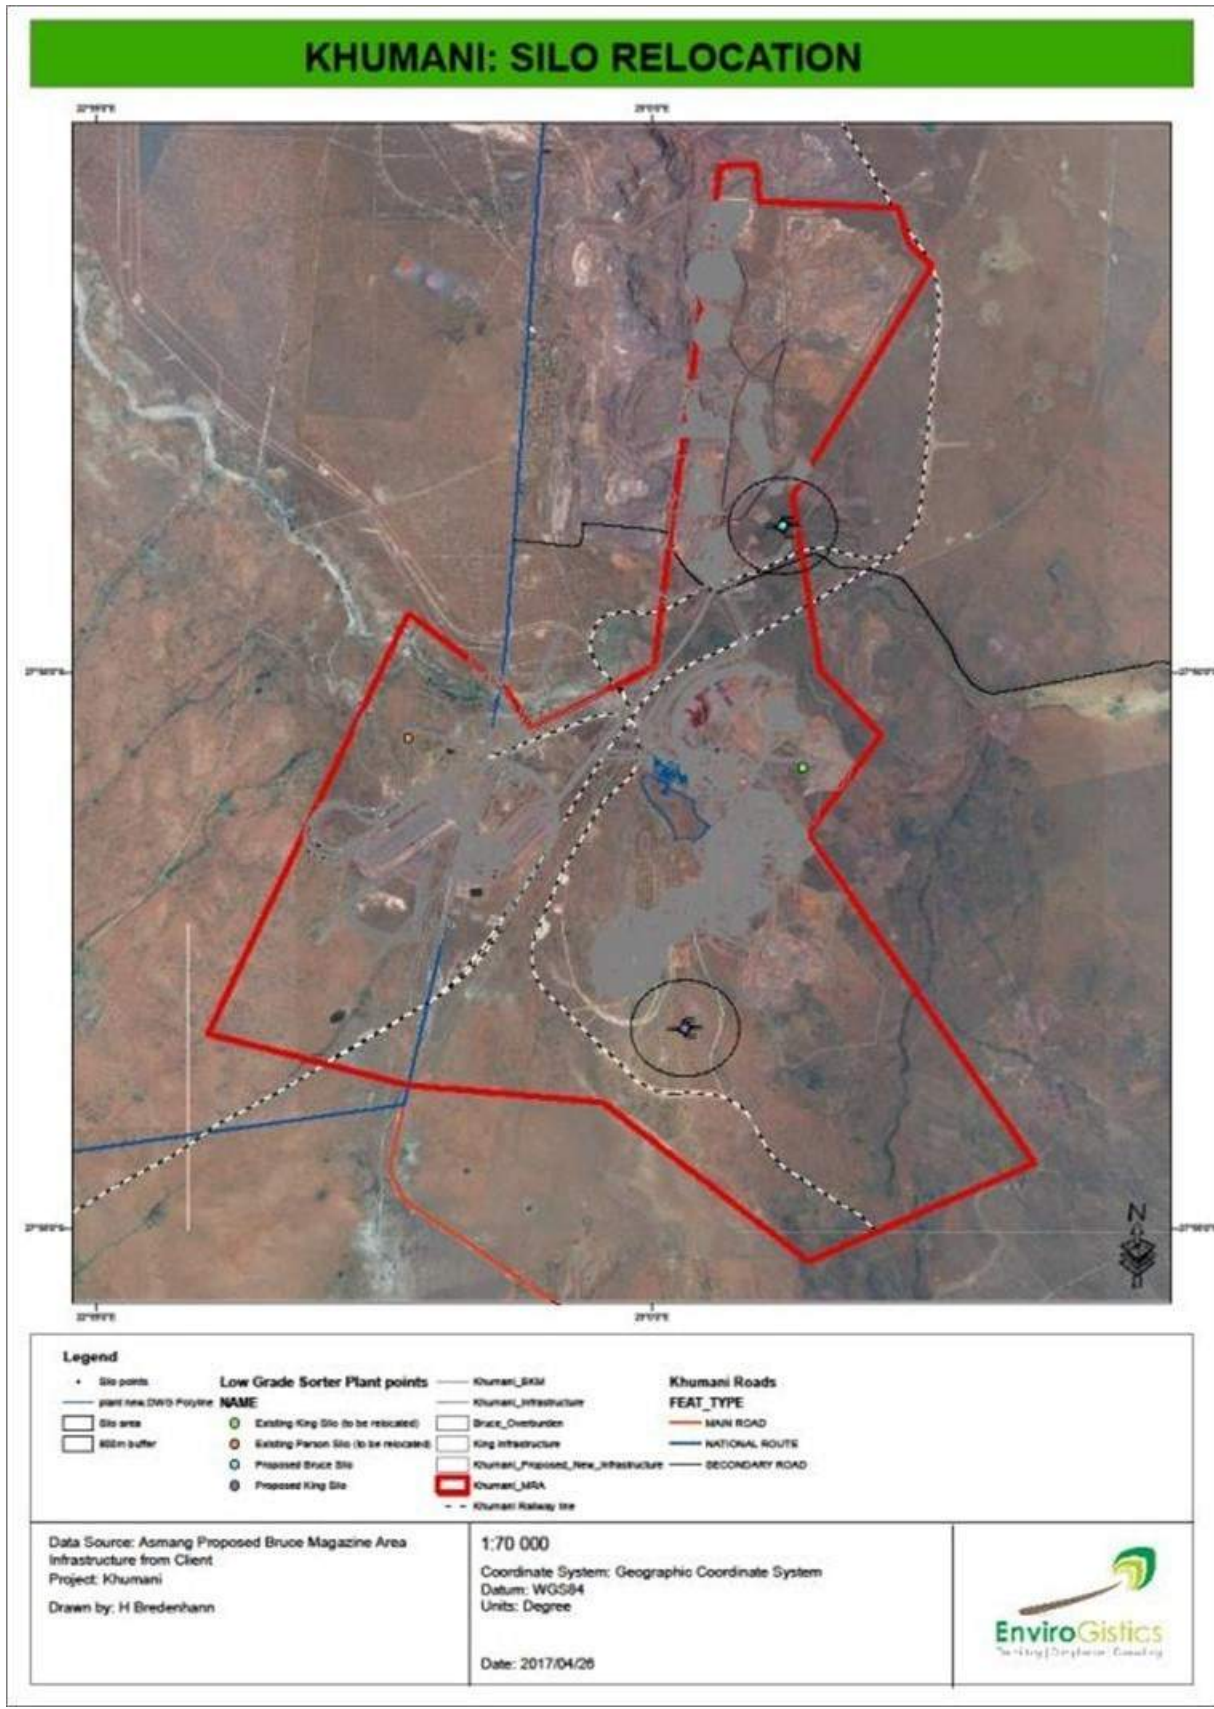 KHUMANI: SILO RELOCATION
N
Legend
Silo points
plant new.DWG Polyline
Silo area
Low Grade Sorter Plant points
NAME
Existing King Silo (to be relocated)
Existing Parson Silo (to be relocated)
Proposed Bruce Silo
Proposed King Silo
Khumani_Infrastructure
Bruce_Overburden
King Infrastructure
Khumani_Proposed_New_Infrastructure
Khumani_MRA
Khumani Railway line
Khumani Roads
FEAT_TYPE
MAIN ROAD
NATIONAL ROUTE
SECONDARY ROAD
Data Source: Asmang Proposed Bruce Magazine Area
Infrastructure from Client
Project: Khumani
Drawn by: H Bredenhann
1:70 000
Coordinate System: Geographic Coordinate System
Datum: WGS84
Units: Degree
Date: 2017/04/26
EnviroGistics